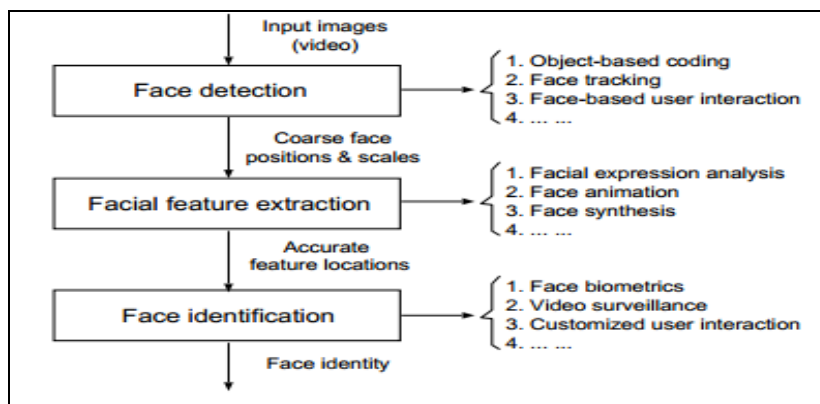 Input images
(video)
Face detection
1. Object-based coding
2. Face tracking
3. Face-based user interaction
4. ... ...
Coarse face
positions & scales
Facial feature extraction
1. Facial expression analysis
2. Face animation
3. Face synthesis
4. ... ...
Accurate
feature locations
Face identification
1. Face biometrics
2. Video surveillance
3. Customized user interaction
4. ... ...
Face identity